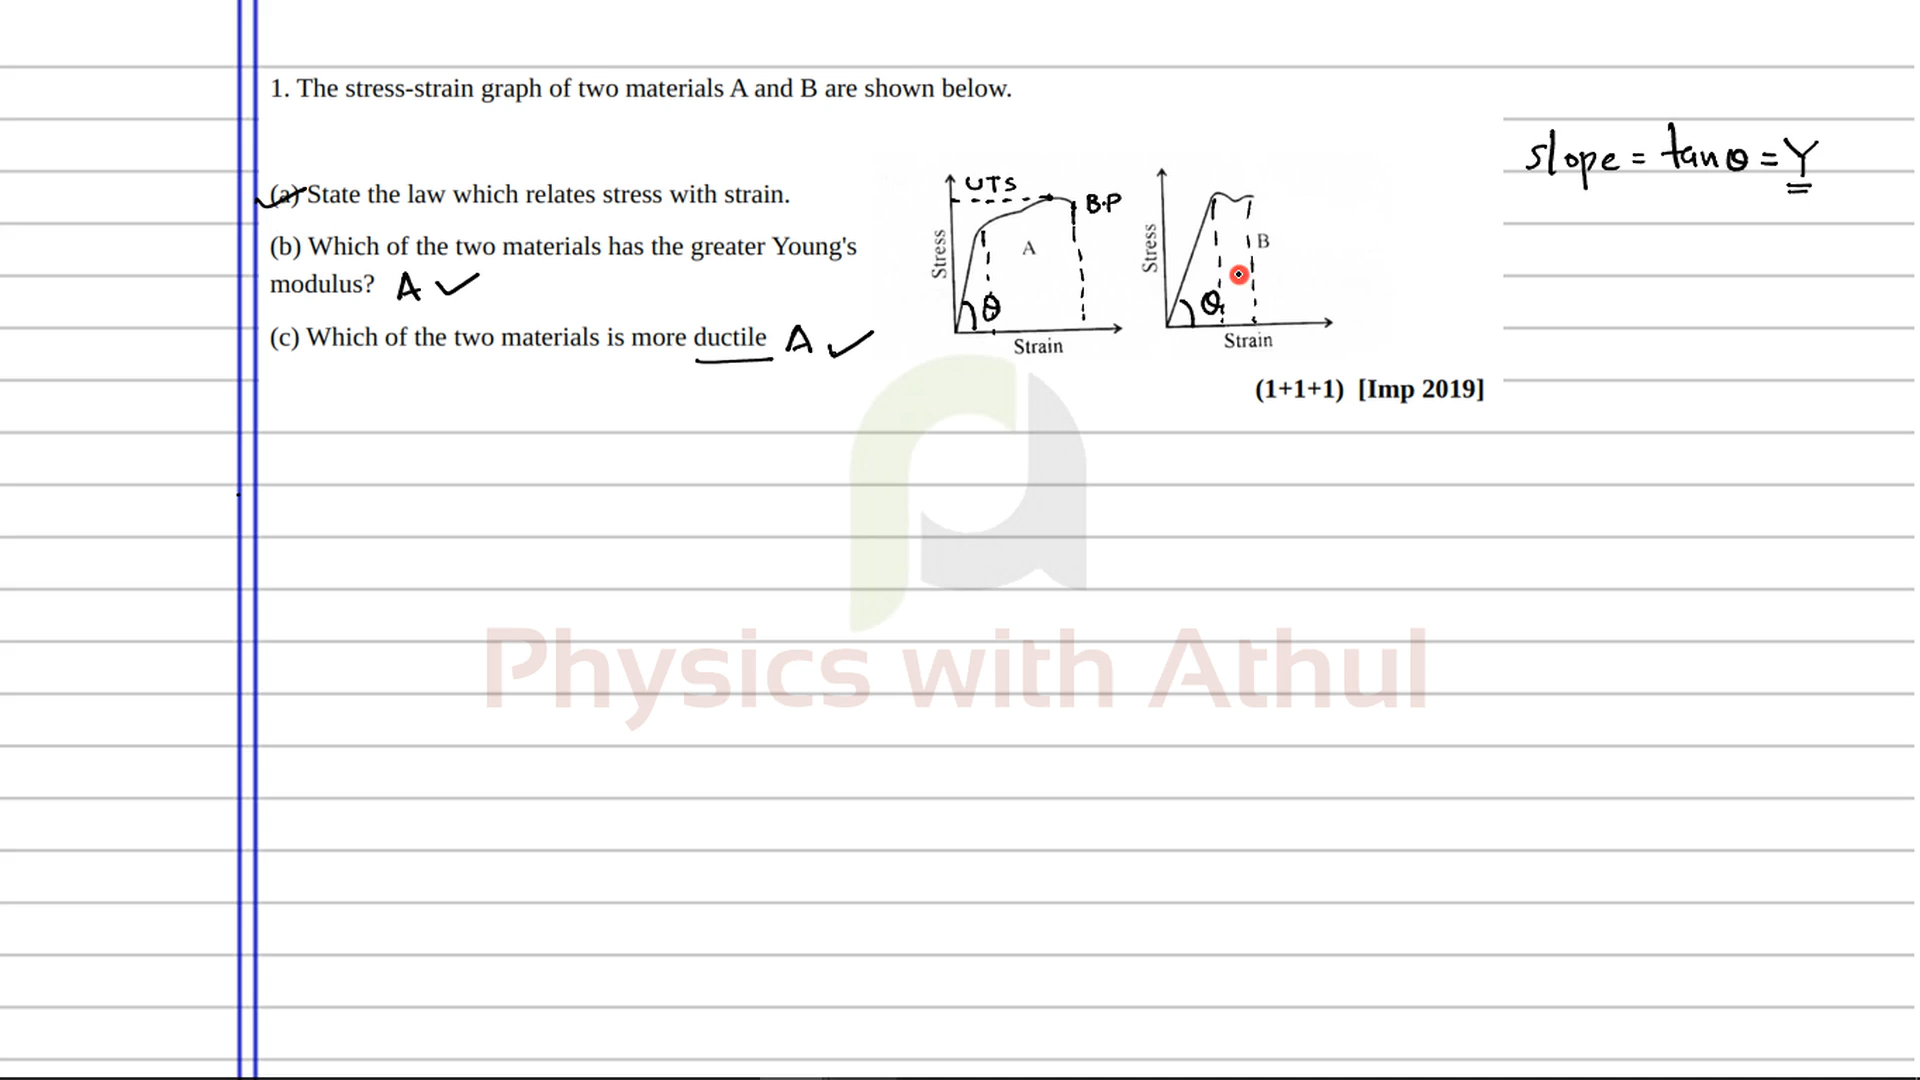 1. The stress-strain graph of two materials A and B are shown below.
slope = tanθ = Y
(a) State the law which relates stress with strain.
(b) Which of the two materials has the greater Young's
modulus? A ✓
(c) Which of the two materials is more ductile A ✓
UTS
B.P
Stress
A
θ
Strain
Stress
B
θ
Strain
(1+1+1) [Imp 2019]
Physics with Athul